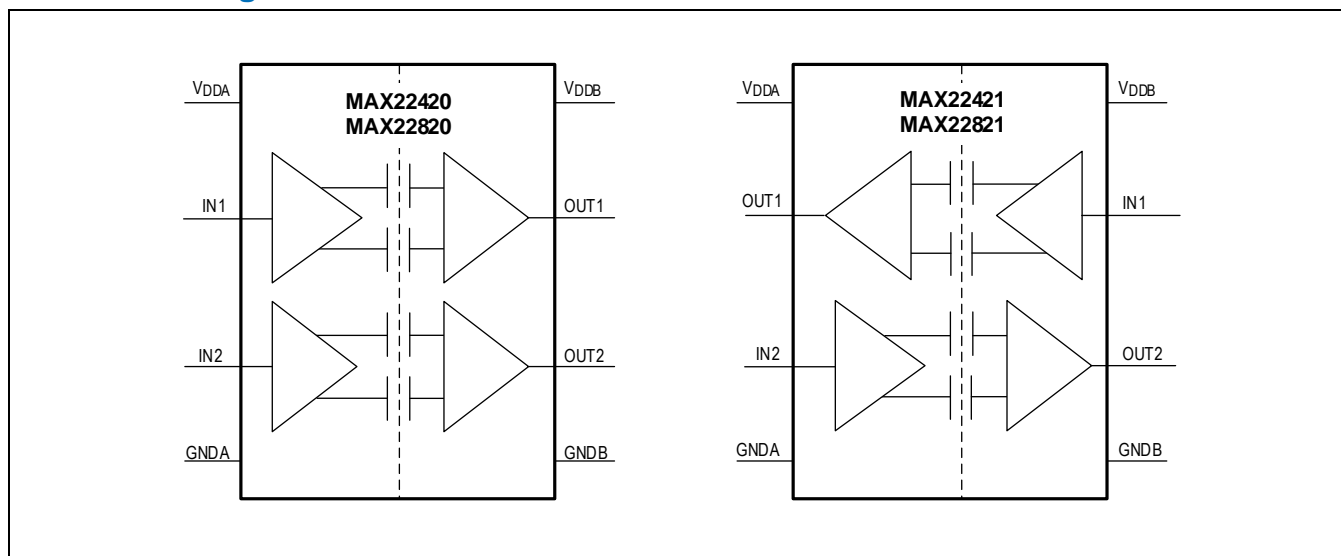 VDDA
MAX22420
MAX22820
VDDB
IN1
OUT1
IN2
OUT2
GNDA
GNDB
VDDA
MAX22421
MAX22821
VDDB
OUT1
IN1
IN2
OUT2
GNDA
GNDB